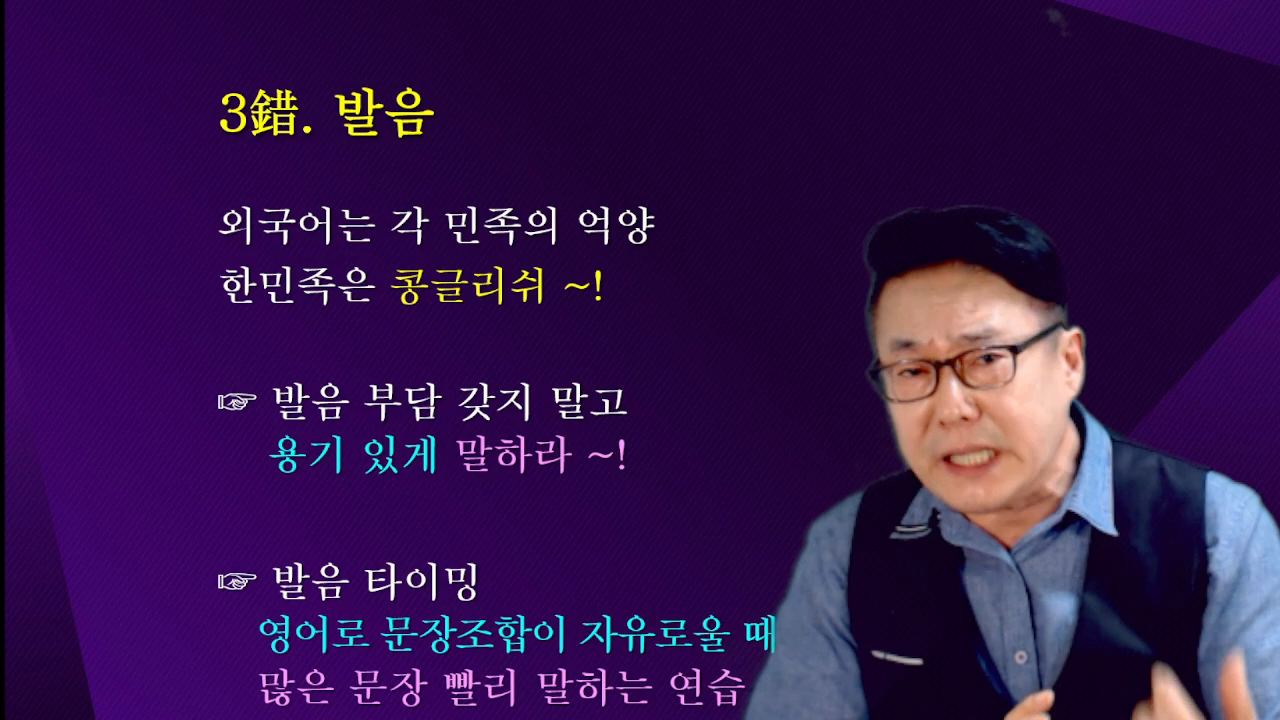 3錯. 발음
외국어는 각 민족의 억양
한민족은 콩글리쉬 ~!
☞ 발음 부담 갖지 말고
용기 있게 말하라 ~!
☞ 발음 타이밍
영어로 문장조합이 자유로울 때
많은 문장 빨리 말하는 연습